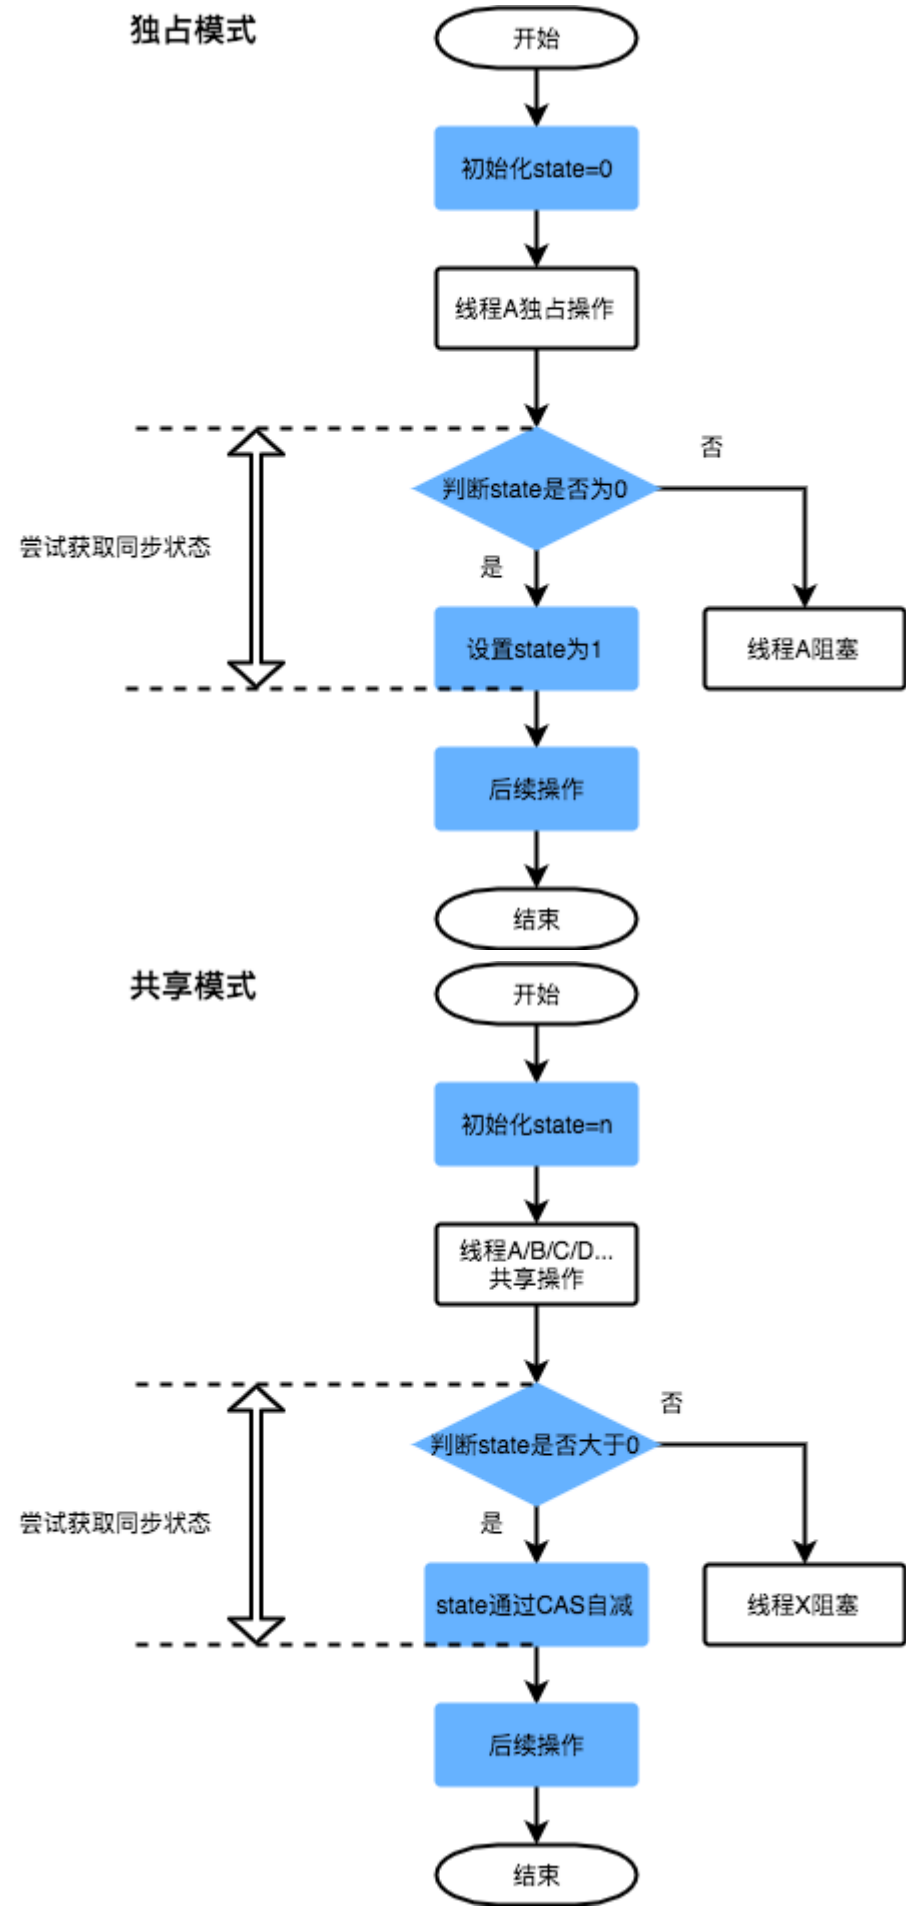 独占模式
开始
初始化state=0
线程A独占操作
否
判断state是否为0
尝试获取同步状态
是
设置state为1
线程A阻塞
后续操作
结束
共享模式
开始
初始化state=n
线程A/B/C/D...
共享操作
否
判断state是否大于0
尝试获取同步状态
是
state通过CAS自减
线程X阻塞
后续操作
结束